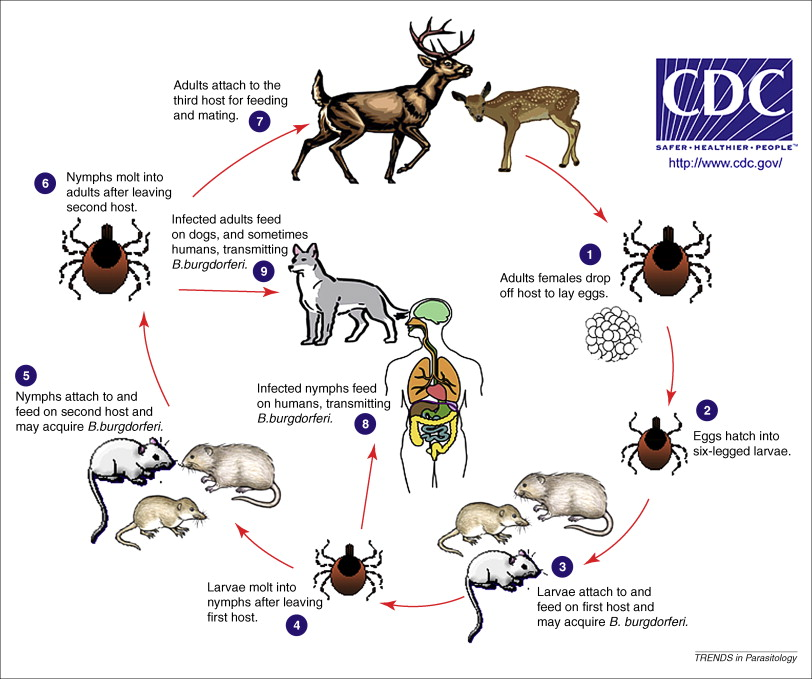 Adults attach to the
third host for feeding
and mating.
7
CDC
SAFER • HEALTHIER • PEOPLE™
http://www.cdc.gov/
6
Nymphs molt into
adults after leaving
second host.
Infected adults feed
on dogs, and sometimes
humans, transmitting
B.burgdorferi.
9
1
Adults females drop
off host to lay eggs.
5
Nymphs attach to and
feed on second host and
may acquire B.burgdorferi.
Infected nymphs feed
on humans, transmitting
B.burgdorferi.
8
2
Eggs hatch into
six-legged larvae.
3
Larvae attach to and
feed on first host and
may acquire B. burgdorferi.
Larvae molt into
nymphs after leaving
first host.
4
TRENDS in Parasitology